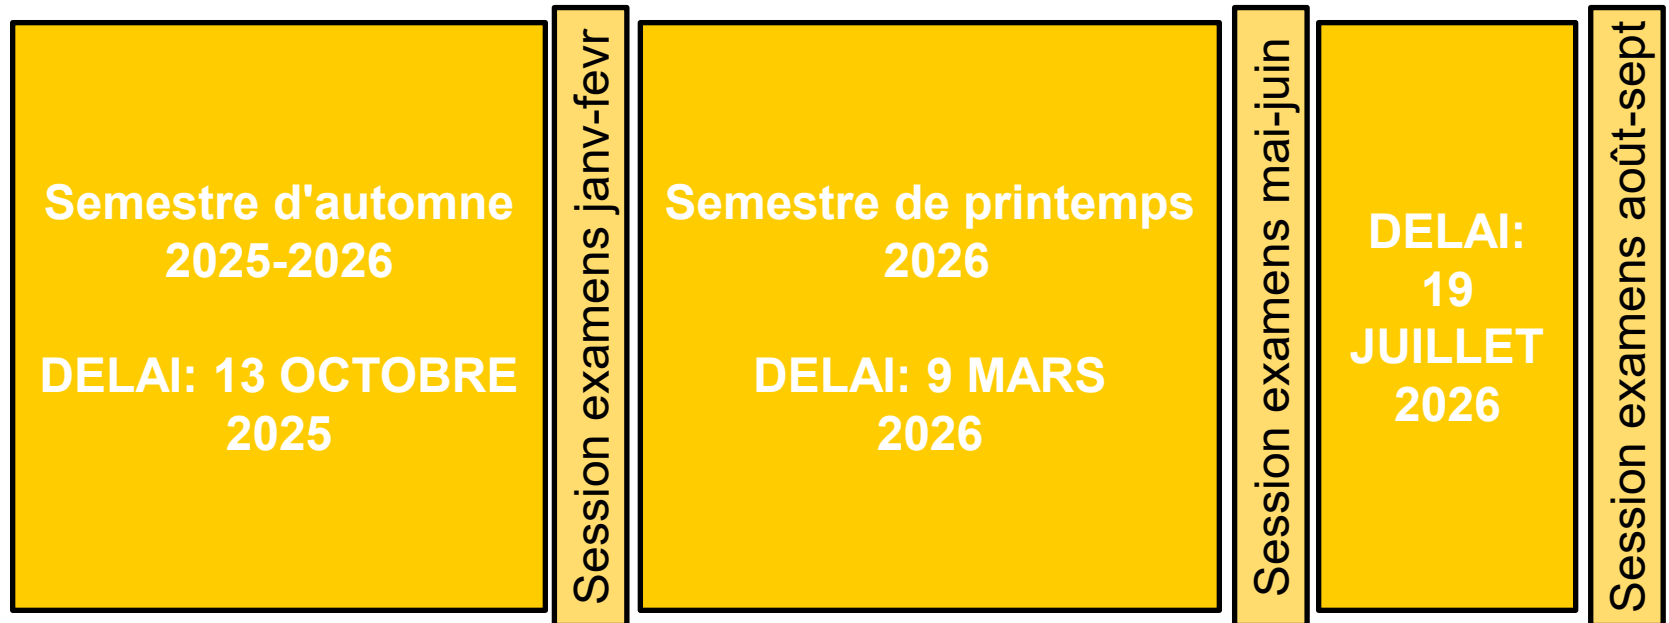 Semestre d'automne
2025-2026
DELAI: 13 OCTOBRE
2025
Session examens janv-fevr
Semestre de printemps
2026
DELAI: 9 MARS
2026
Session examens mai-juin
DELAI:
19
JUILLET
2026
Session examens août-sept